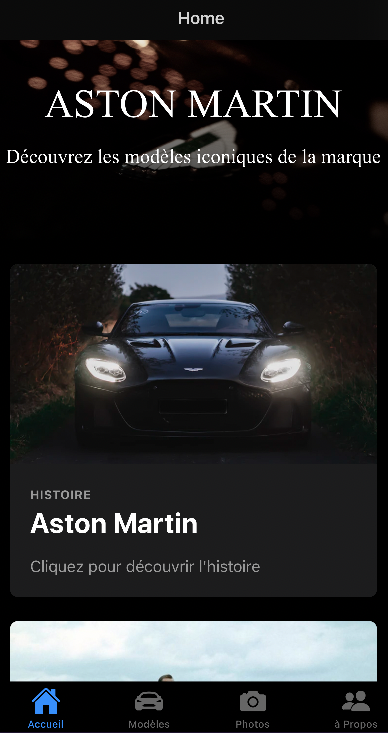 Home
ASTON MARTIN
Découvrez les modèles iconiques de la marque
HISTOIRE
Aston Martin
Cliquez pour découvrir l'histoire
Accueil
Modèles
Photos
à Propos